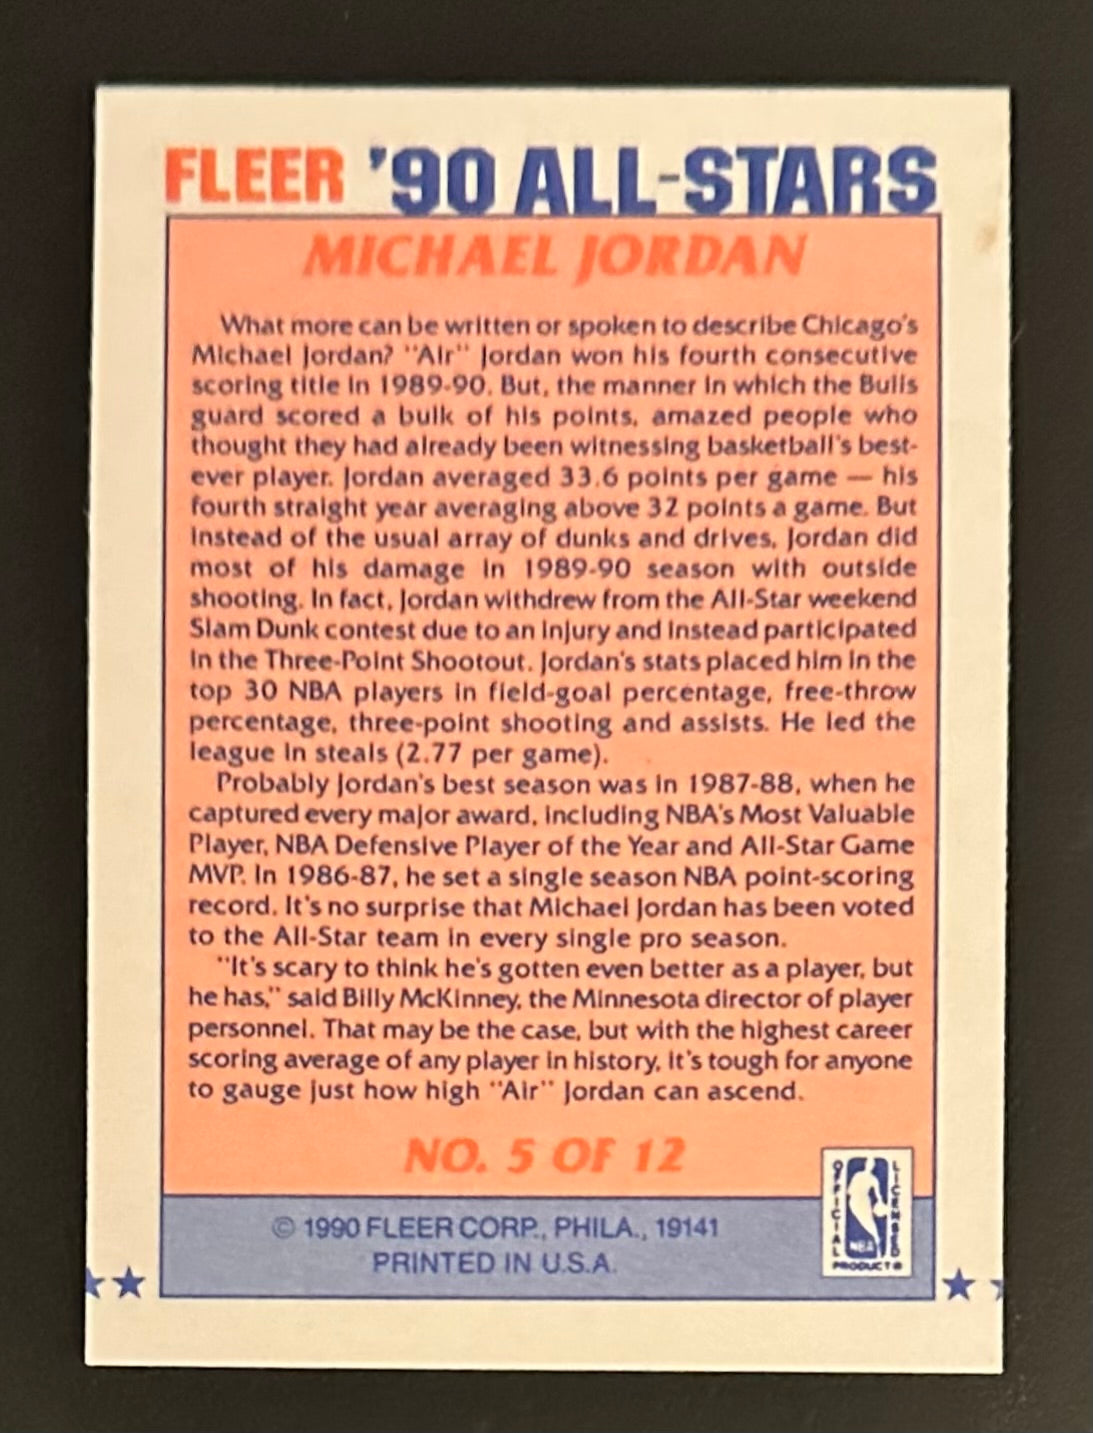 FLEER '90 ALL-STARS
MICHAEL JORDAN
What more can be written or spoken to describe Chicago's
Michael Jordan? "Air" Jordan won his fourth consecutive
scoring title in 1989-90. But, the manner in which the Bulls
guard scored a bulk of his points, amazed people who
thought they had already been witnessing basketball's best-
ever player. Jordan averaged 33.6 points per game — his
fourth straight year averaging above 32 points a game. But
instead of the usual array of dunks and drives, Jordan did
most of his damage in 1989-90 season with outside
shooting. In fact, Jordan withdrew from the All-Star weekend
Slam Dunk contest due to an injury and instead participated
in the Three-Point Shootout. Jordan's stats placed him in the
top 30 NBA players in field-goal percentage, free-throw
percentage, three-point shooting and assists. He led the
league in steals (2.77 per game).
Probably Jordan's best season was in 1987-88, when he
captured every major award, including NBA's Most Valuable
Player, NBA Defensive Player of the Year and All-Star Game
MVP. In 1986-87, he set a single season NBA point-scoring
record. It's no surprise that Michael Jordan has been voted
to the All-Star team in every single pro season.
"It's scary to think he's gotten even better as a player, but
he has," said Billy McKinney, the Minnesota director of player
personnel. That may be the case, but with the highest career
scoring average of any player in history, it's tough for anyone
to gauge just how high "Air" Jordan can ascend.
NO. 5 OF 12
OFFICIAL
LICENSED
NBA
PRODUCT®
© 1990 FLEER CORP., PHILA., 19141
PRINTED IN U.S.A.